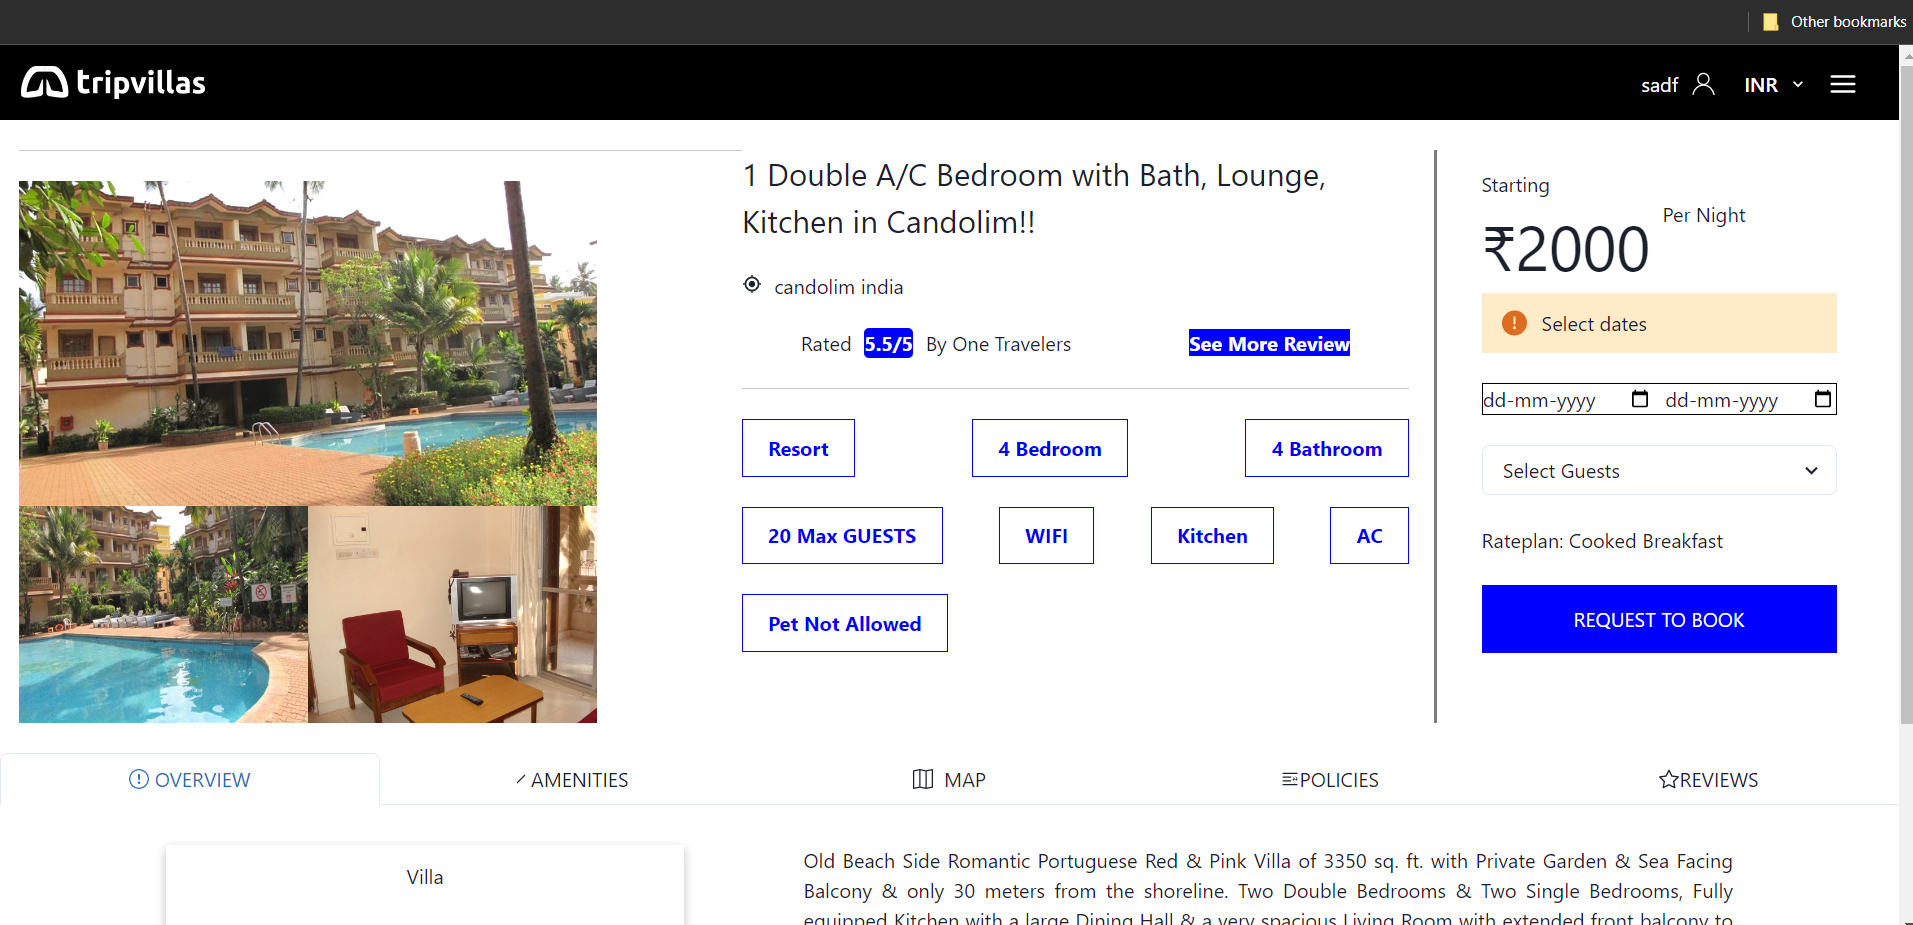 Other bookmarks
tripvillas
sadf
INR
1 Double A/C Bedroom with Bath, Lounge,
Kitchen in Candolim!!
candolim india
Rated 5.5/5 By One Travelers
See More Review
Resort
4 Bedroom
4 Bathroom
20 Max GUESTS
WIFI
Kitchen
AC
Pet Not Allowed
Starting
₹2000 Per Night
Select dates
dd-mm-yyyy dd-mm-yyyy
Select Guests
Rateplan: Cooked Breakfast
REQUEST TO BOOK
OVERVIEW
AMENITIES
MAP
POLICIES
REVIEWS
Villa
Old Beach Side Romantic Portuguese Red & Pink Villa of 3350 sq. ft. with Private Garden & Sea Facing
Balcony & only 30 meters from the shoreline. Two Double Bedrooms & Two Single Bedrooms, Fully
equipped Kitchen with a large Dining Hall & a very spacious Living Room with extended front balcony to